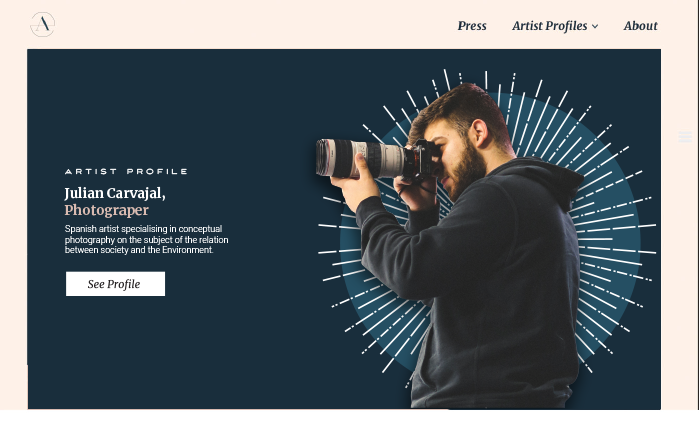 A
Press
Artist Profiles
About
ARTIST PROFILE
Julian Carvajal,
Photograper
Spanish artist specialising in conceptual
photography on the subject of the relation
between society and the Environment.
See Profile